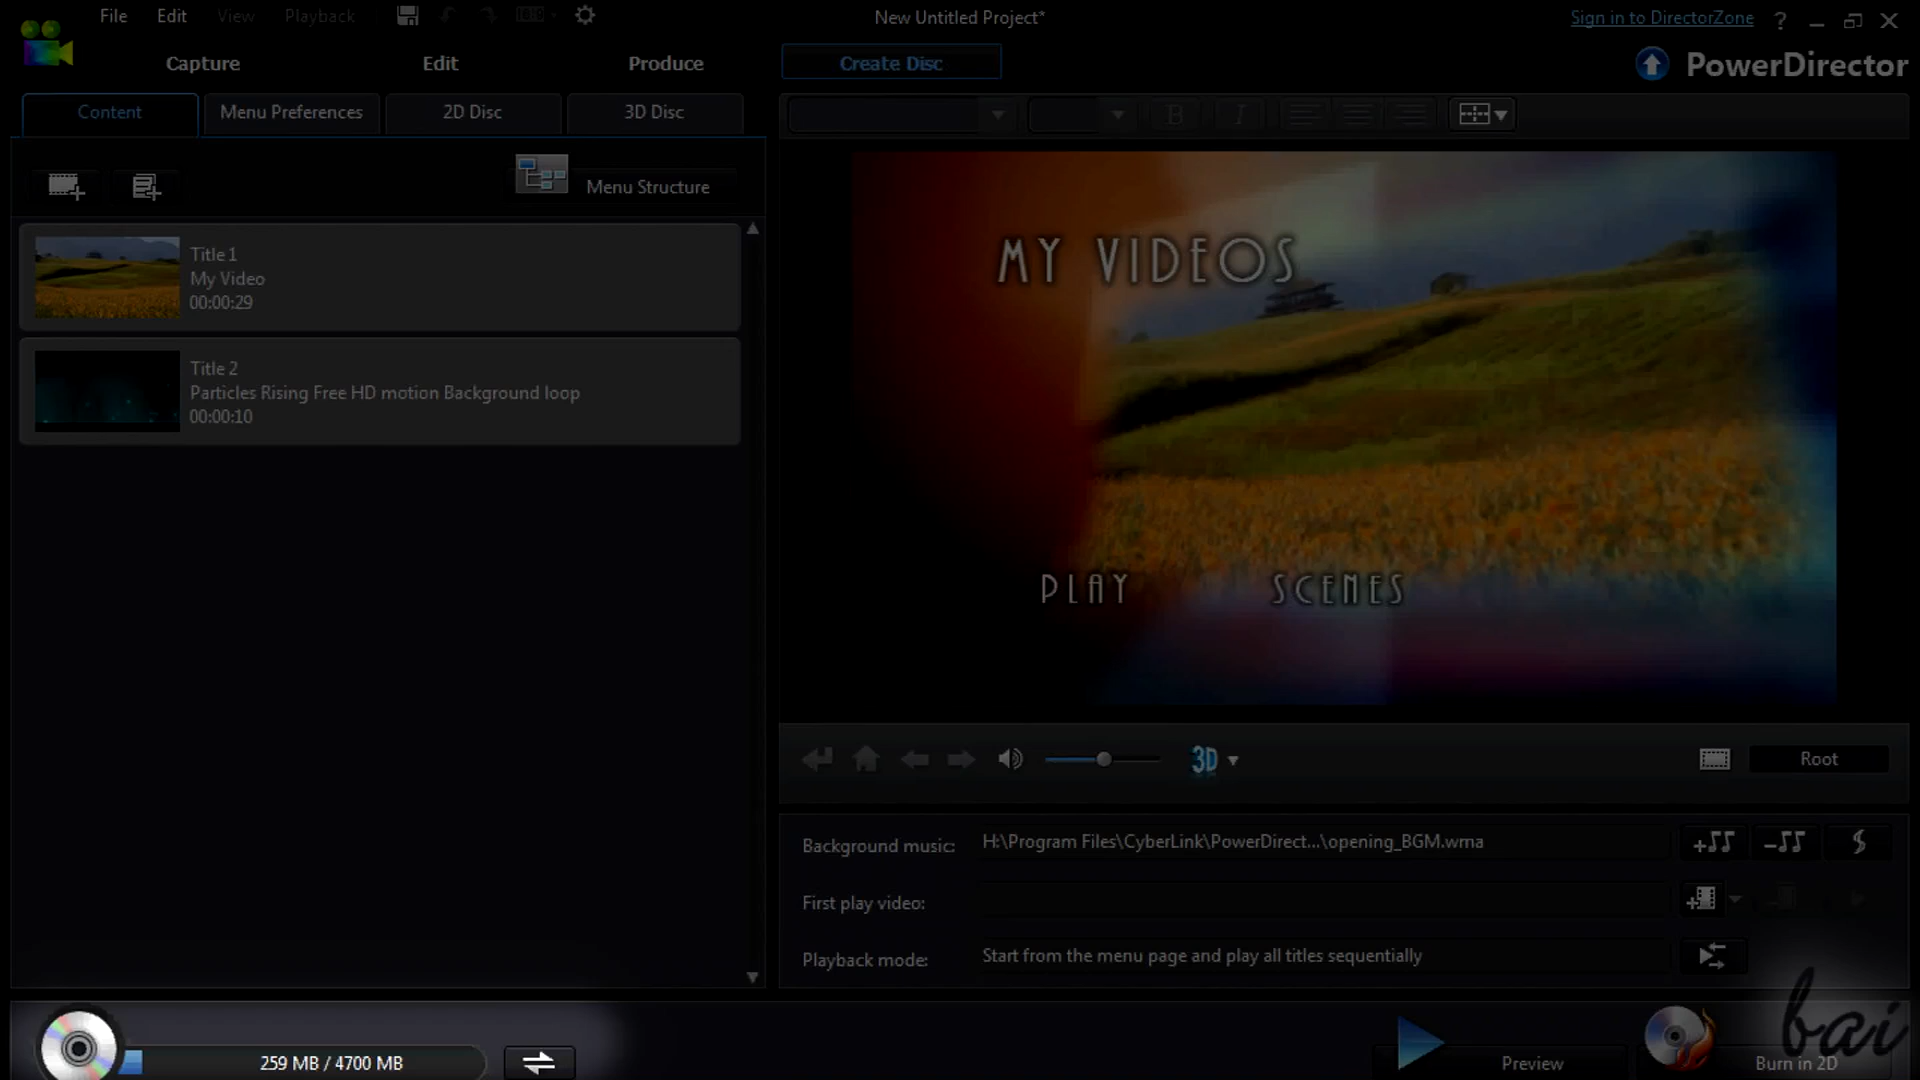 File Edit View Playback
New Untitled Project*
Sign in to DirectorZone ?
Capture Edit Produce Create Disc
PowerDirector
Content Menu Preferences 2D Disc 3D Disc
B I
Menu Structure
Title 1
My Video
00:00:29
Title 2
Particles Rising Free HD motion Background loop
00:00:10
MY VIDEOS
PLAY SCENES
3D
Root
Background music: H:\Program Files\CyberLink\PowerDirect...\opening_BGM.wma
First play video:
Playback mode: Start from the menu page and play all titles sequentially
259 MB / 4700 MB
Preview
Burn in 2D
bai